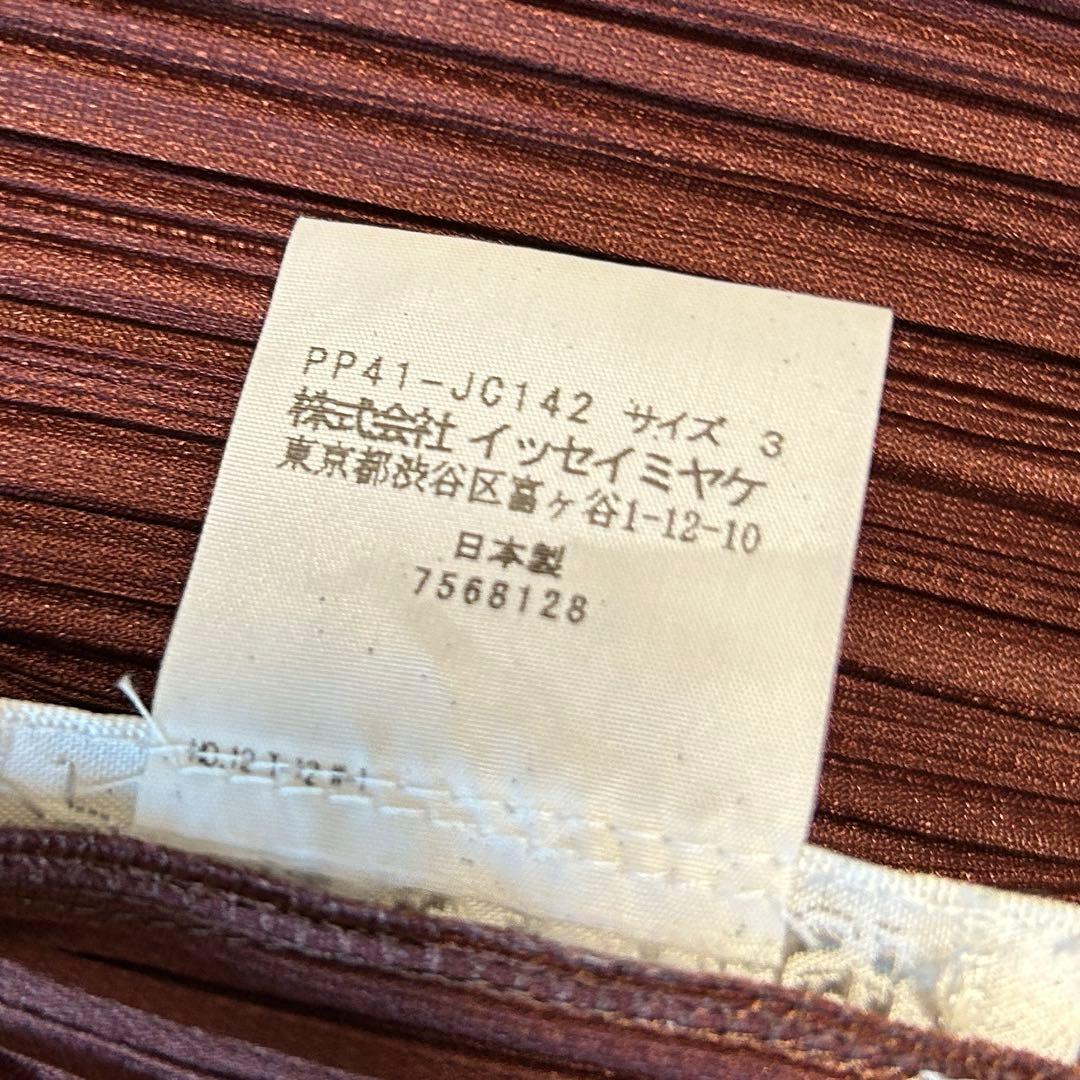 PP41-JC142 サイズ 3
株式会社 イッセイミヤケ
東京都渋谷区富ヶ谷1-12-10
日本製
7568128